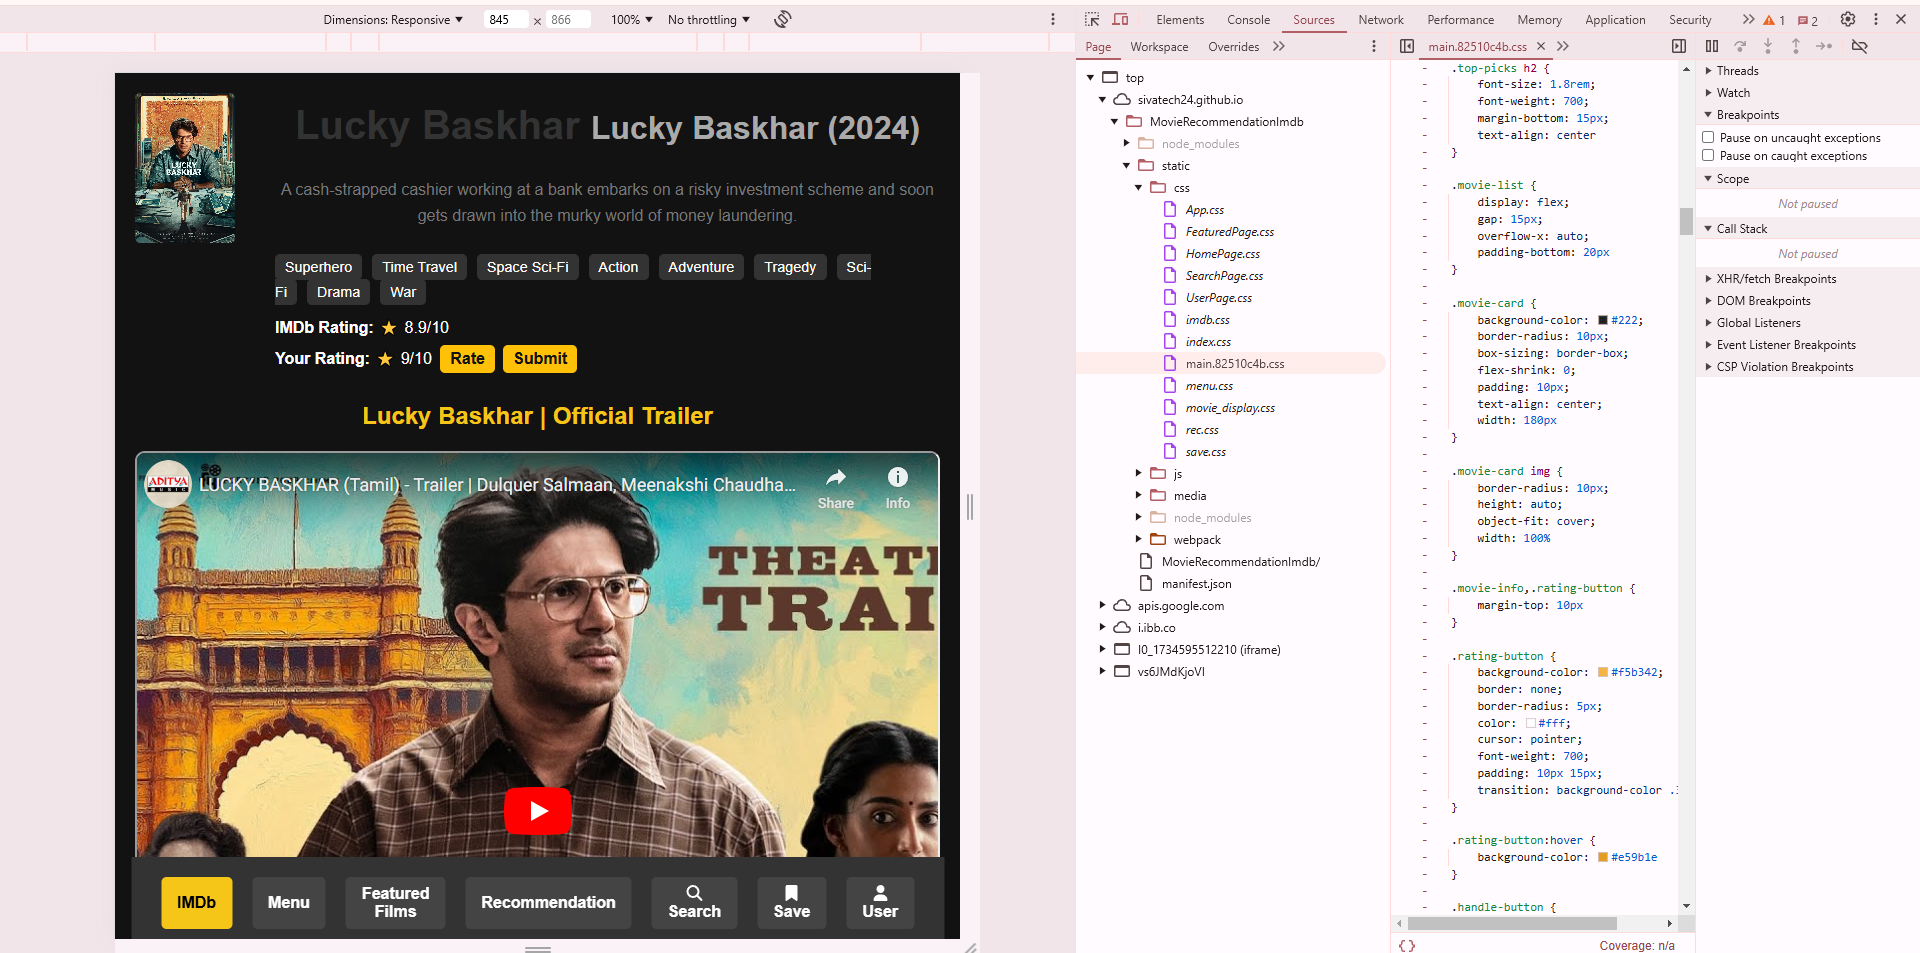 Dimensions: Responsive
845 × 866
100%
No throttling
Lucky Baskhar Lucky Baskhar (2024)
A cash-strapped cashier working at a bank embarks on a risky investment scheme and soon
gets drawn into the murky world of money laundering.
LUCKY
BASKHAR
Superhero Time Travel Space Sci-Fi Action Adventure Tragedy Sci-
Fi Drama War
IMDb Rating: ★ 8.9/10
Your Rating: ★ 9/10 Rate Submit
Lucky Baskhar | Official Trailer
ADITYA
MUSIC
LUCKY BASKHAR (Tamil) - Trailer | Dulquer Salmaan, Meenakshi Chaudha...
Share Info
THEAT
TRAI
IMDb
Menu
Featured
Films
Recommendation
Search
Save
User
Elements Console Sources Network Performance Memory Application Security 1 2
Page Workspace Overrides
top
sivatech24.github.io
MovieRecommendationImdb
node_modules
static
css
App.css
FeaturedPage.css
HomePage.css
SearchPage.css
UserPage.css
imdb.css
index.css
main.82510c4b.css
menu.css
movie_display.css
rec.css
save.css
js
media
node_modules
webpack
MovieRecommendationImdb/
manifest.json
apis.google.com
i.ibb.co
I0_1734595512210 (iframe)
vs6JMdKjoVI
main.82510c4b.css
- .top-picks h2 {
- font-size: 1.8rem;
- font-weight: 700;
- margin-bottom: 15px;
- text-align: center
- }
-
- .movie-list {
- display: flex;
- gap: 15px;
- overflow-x: auto;
- padding-bottom: 20px
- }
-
- .movie-card {
- background-color: #222;
- border-radius: 10px;
- box-sizing: border-box;
- flex-shrink: 0;
- padding: 10px;
- text-align: center;
- width: 180px
- }
-
- .movie-card img {
- border-radius: 10px;
- height: auto;
- object-fit: cover;
- width: 100%
- }
-
- .movie-info,.rating-button {
- margin-top: 10px
- }
-
- .rating-button {
- background-color: #f5b342;
- border: none;
- border-radius: 5px;
- color: #fff;
- cursor: pointer;
- font-weight: 700;
- padding: 10px 15px;
- transition: background-color .3
- }
-
- .rating-button:hover {
- background-color: #e59b1e
- }
-
- .handle-button {
{} Coverage: n/a
Threads
Watch
Breakpoints
Pause on uncaught exceptions
Pause on caught exceptions
Scope
Not paused
Call Stack
Not paused
XHR/fetch Breakpoints
DOM Breakpoints
Global Listeners
Event Listener Breakpoints
CSP Violation Breakpoints